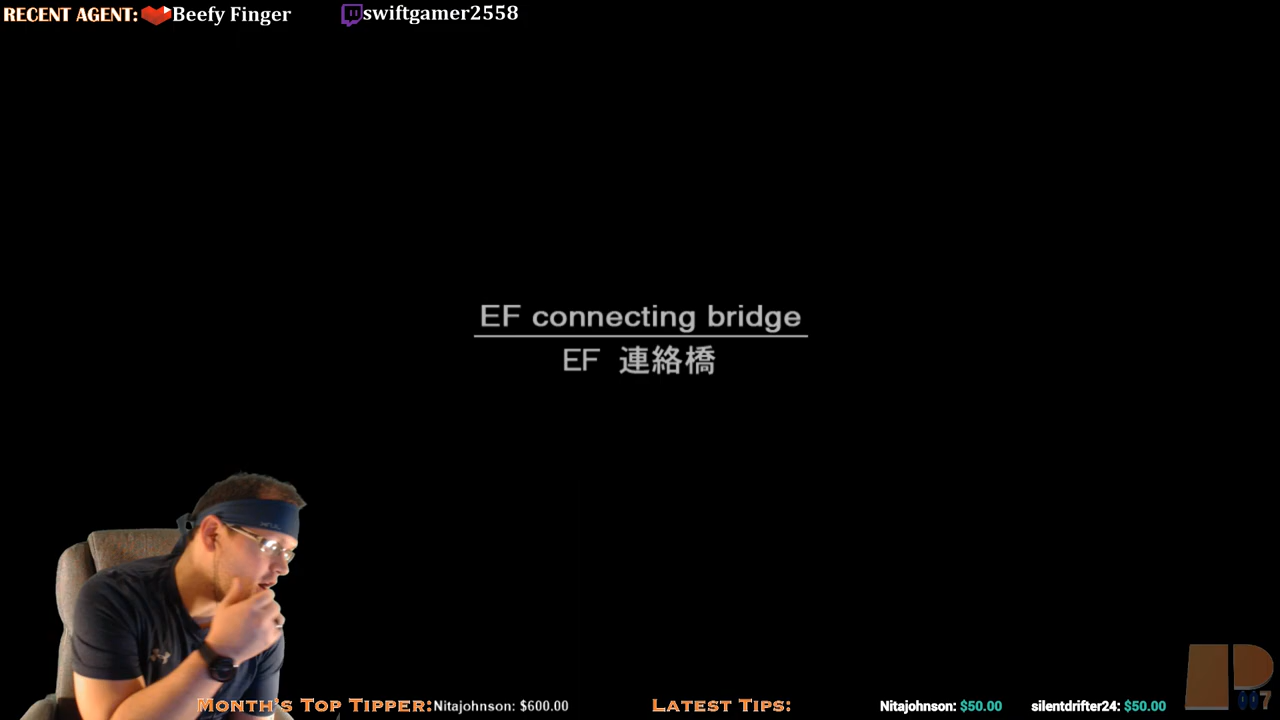 RECENT AGENT: Beefy Finger swiftgamer2558
EF connecting bridge
EF 連絡橋
MONTH'S TOP TIPPER: Nitajohnson: $600.00 LATEST TIPS: Nitajohnson: $50.00 silentdrifter24: $50.00
P 007